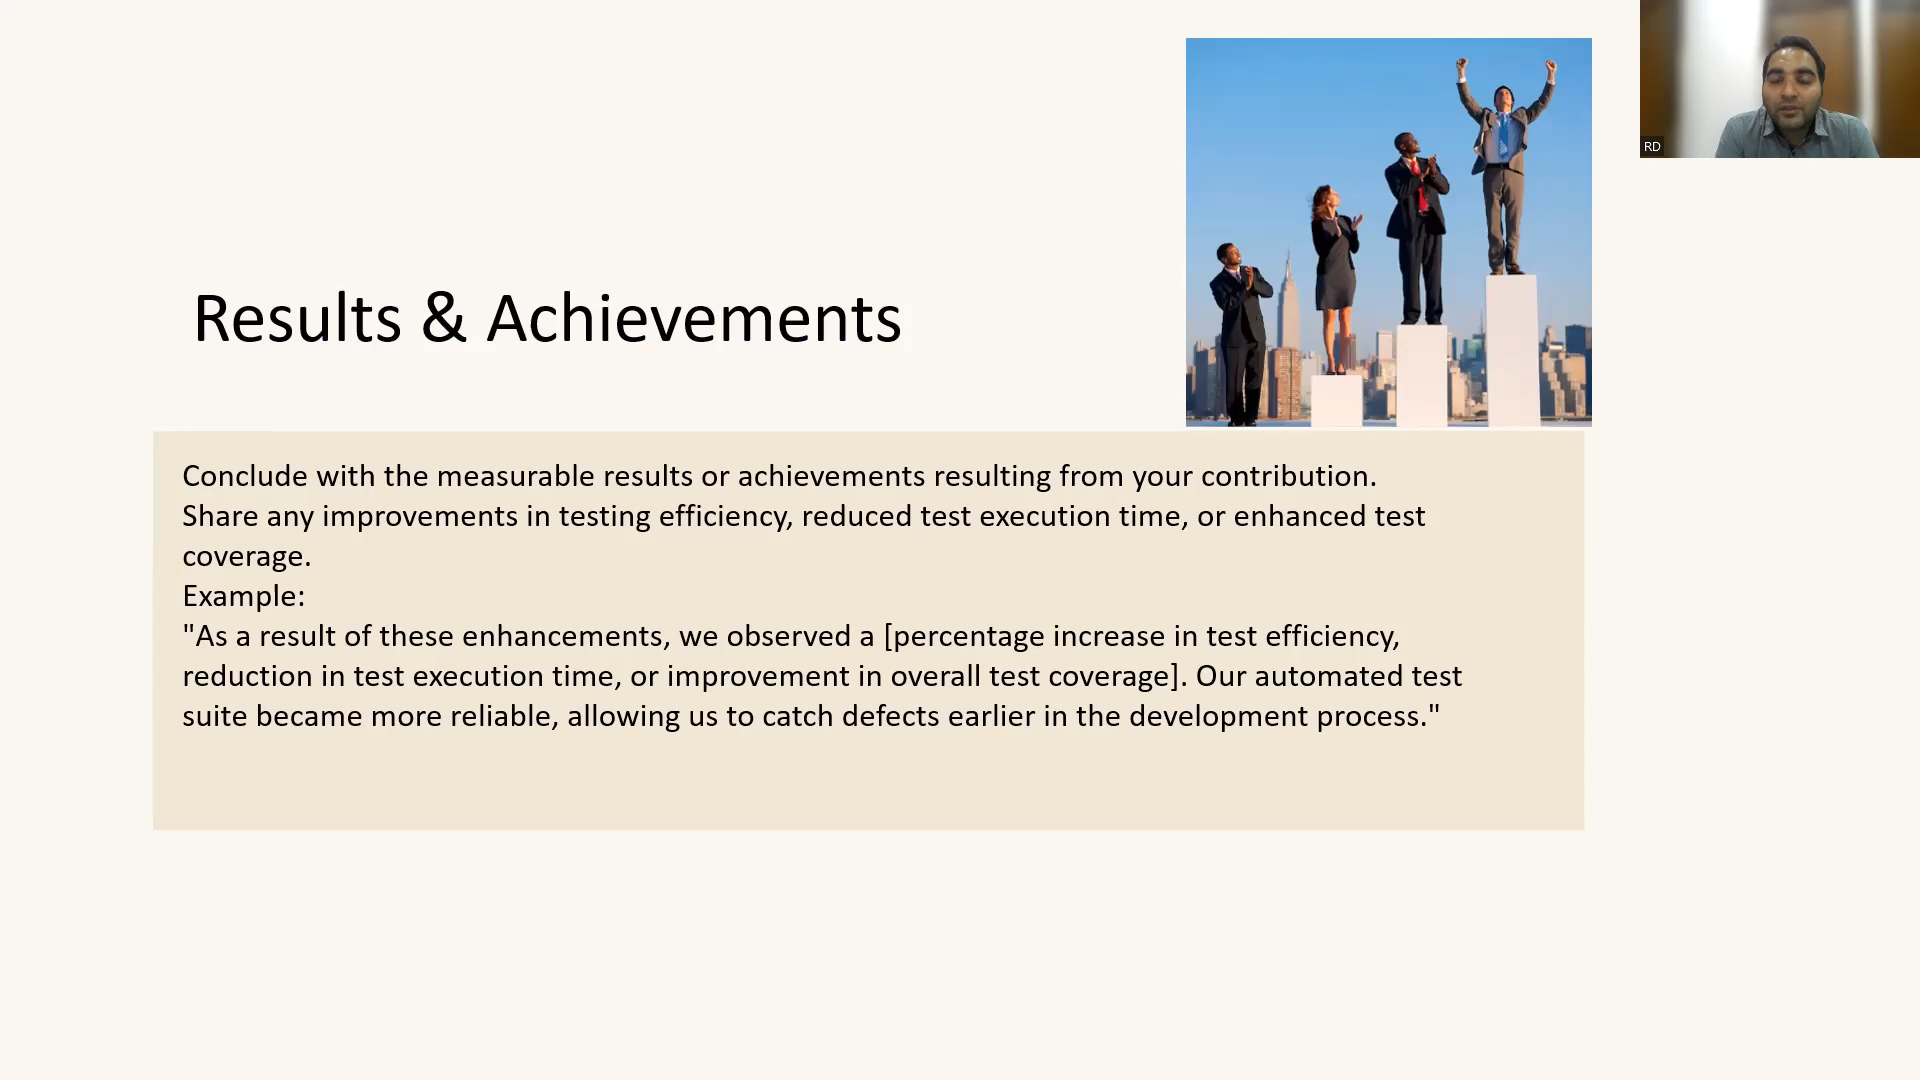 RD
Results & Achievements
Conclude with the measurable results or achievements resulting from your contribution.
Share any improvements in testing efficiency, reduced test execution time, or enhanced test
coverage.
Example:
"As a result of these enhancements, we observed a [percentage increase in test efficiency,
reduction in test execution time, or improvement in overall test coverage]. Our automated test
suite became more reliable, allowing us to catch defects earlier in the development process."